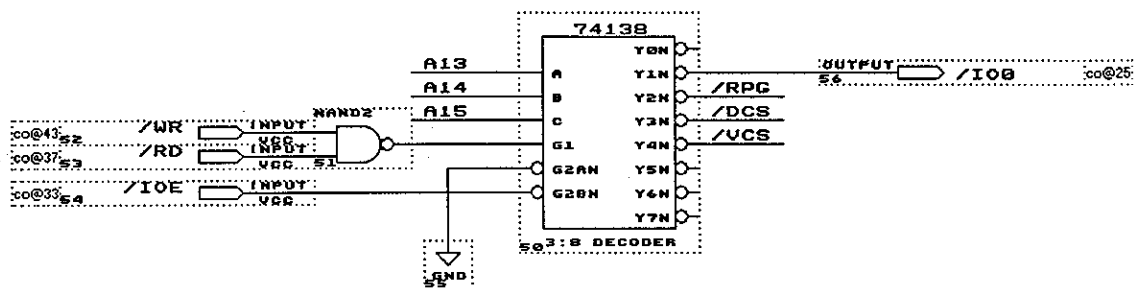 74138
Y0N
A13 A Y1N OUTPUT 56 /IO0 co@25
A14 B Y2N /RPG
A15 C Y3N /DCS
NAND2
co@43 52 /WR INPUT VCC
Y4N /VCS
51 G1
co@37 53 /RD INPUT VCC
G2AN Y5N
co@33 54 /IOE INPUT VCC
G2BN Y6N
Y7N
50 3:8 DECODER
GND
55